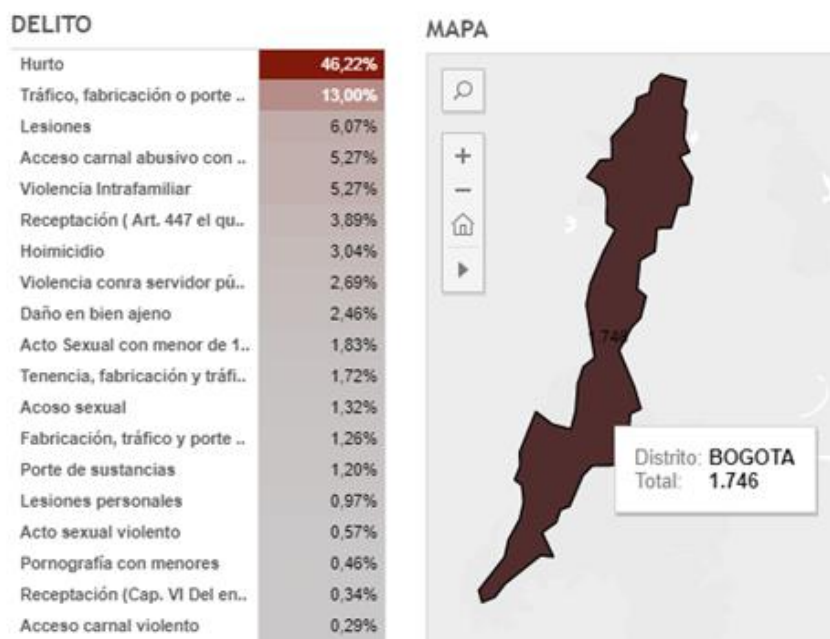 DELITO
Hurto 46,22%
Tráfico, fabricación o porte .. 13,00%
Lesiones 6,07%
Acceso carnal abusivo con .. 5,27%
Violencia Intrafamiliar 5,27%
Receptación ( Art. 447 el qu.. 3,89%
Hoimicidio 3,04%
Violencia conra servidor pú.. 2,69%
Daño en bien ajeno 2,46%
Acto Sexual con menor de 1.. 1,83%
Tenencia, fabricación y tráfi.. 1,72%
Acoso sexual 1,32%
Fabricación, tráfico y porte .. 1,26%
Porte de sustancias 1,20%
Lesiones personales 0,97%
Acto sexual violento 0,57%
Pornografía con menores 0,46%
Receptación (Cap. VI Del en.. 0,34%
Acceso carnal violento 0,29%
MAPA
1.746
Distrito: BOGOTA
Total: 1.746